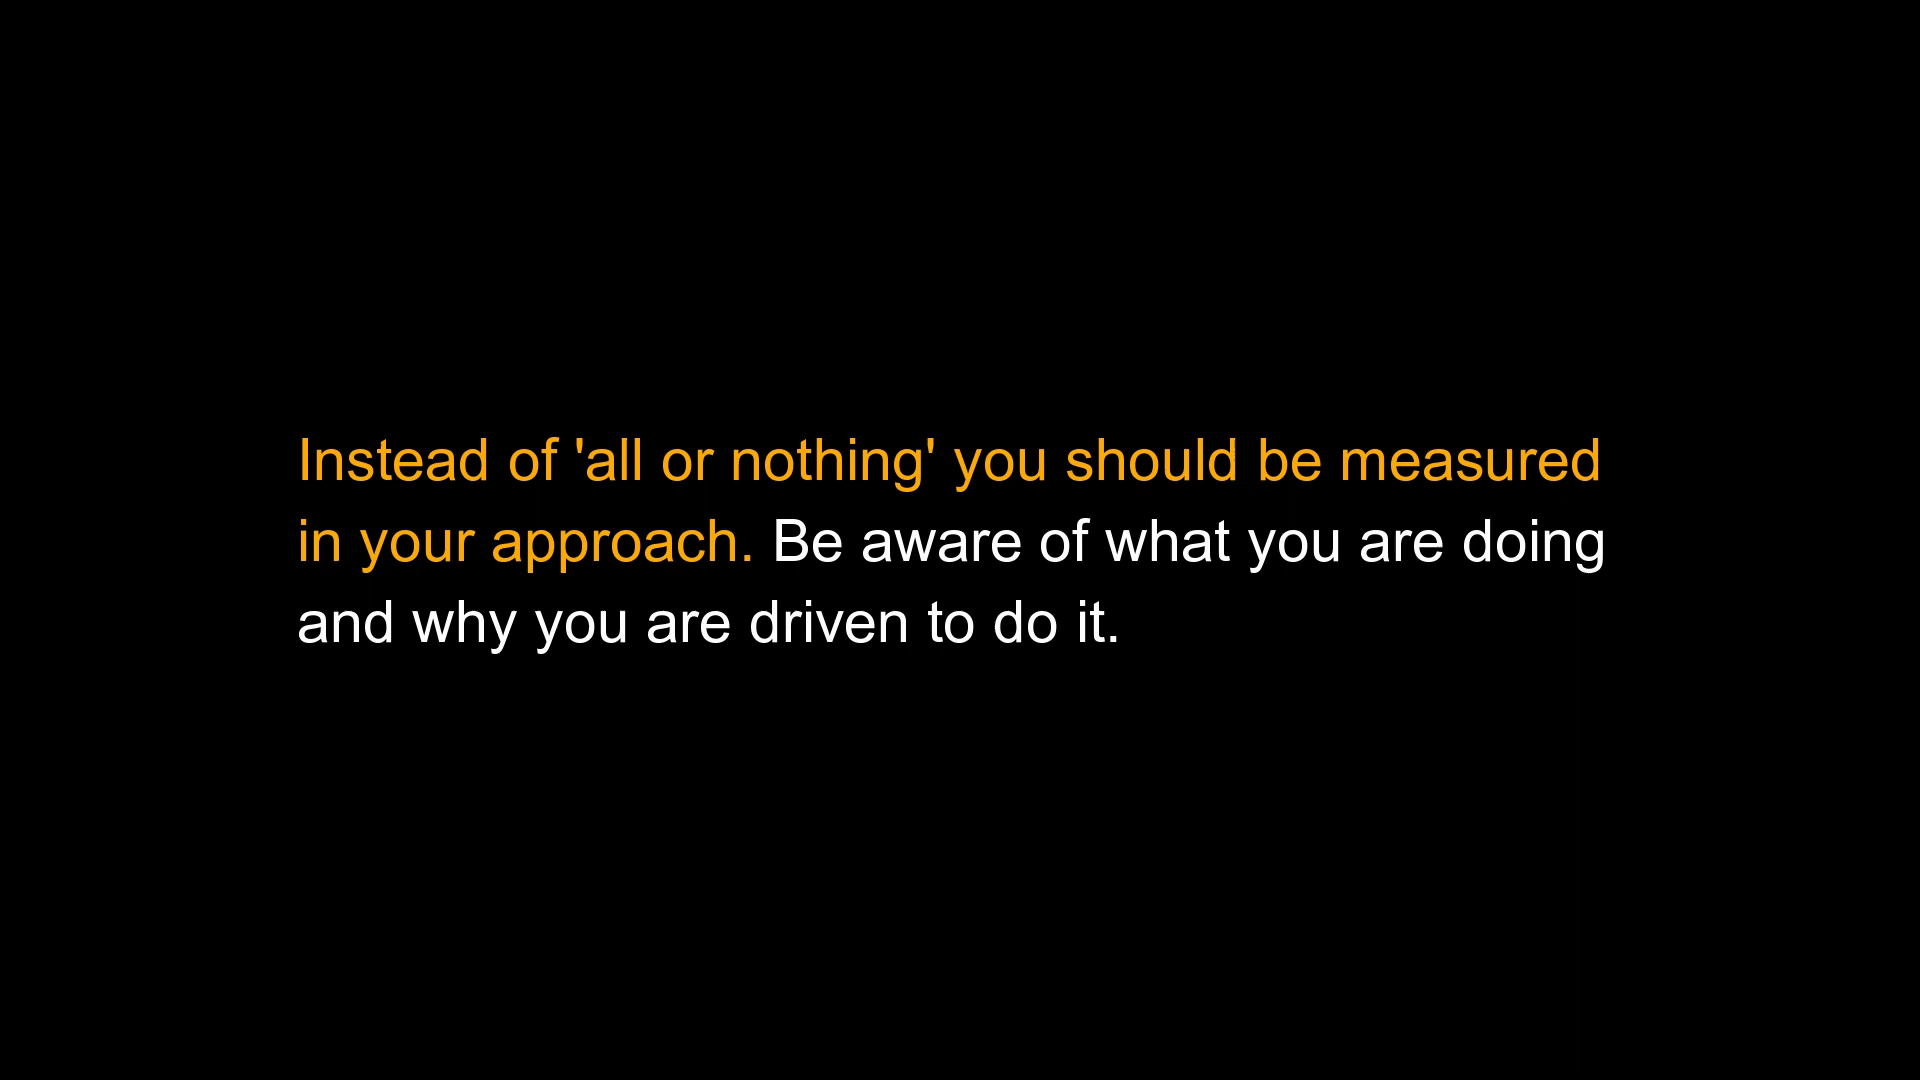 Instead of 'all or nothing' you should be measured
in your approach. Be aware of what you are doing
and why you are driven to do it.